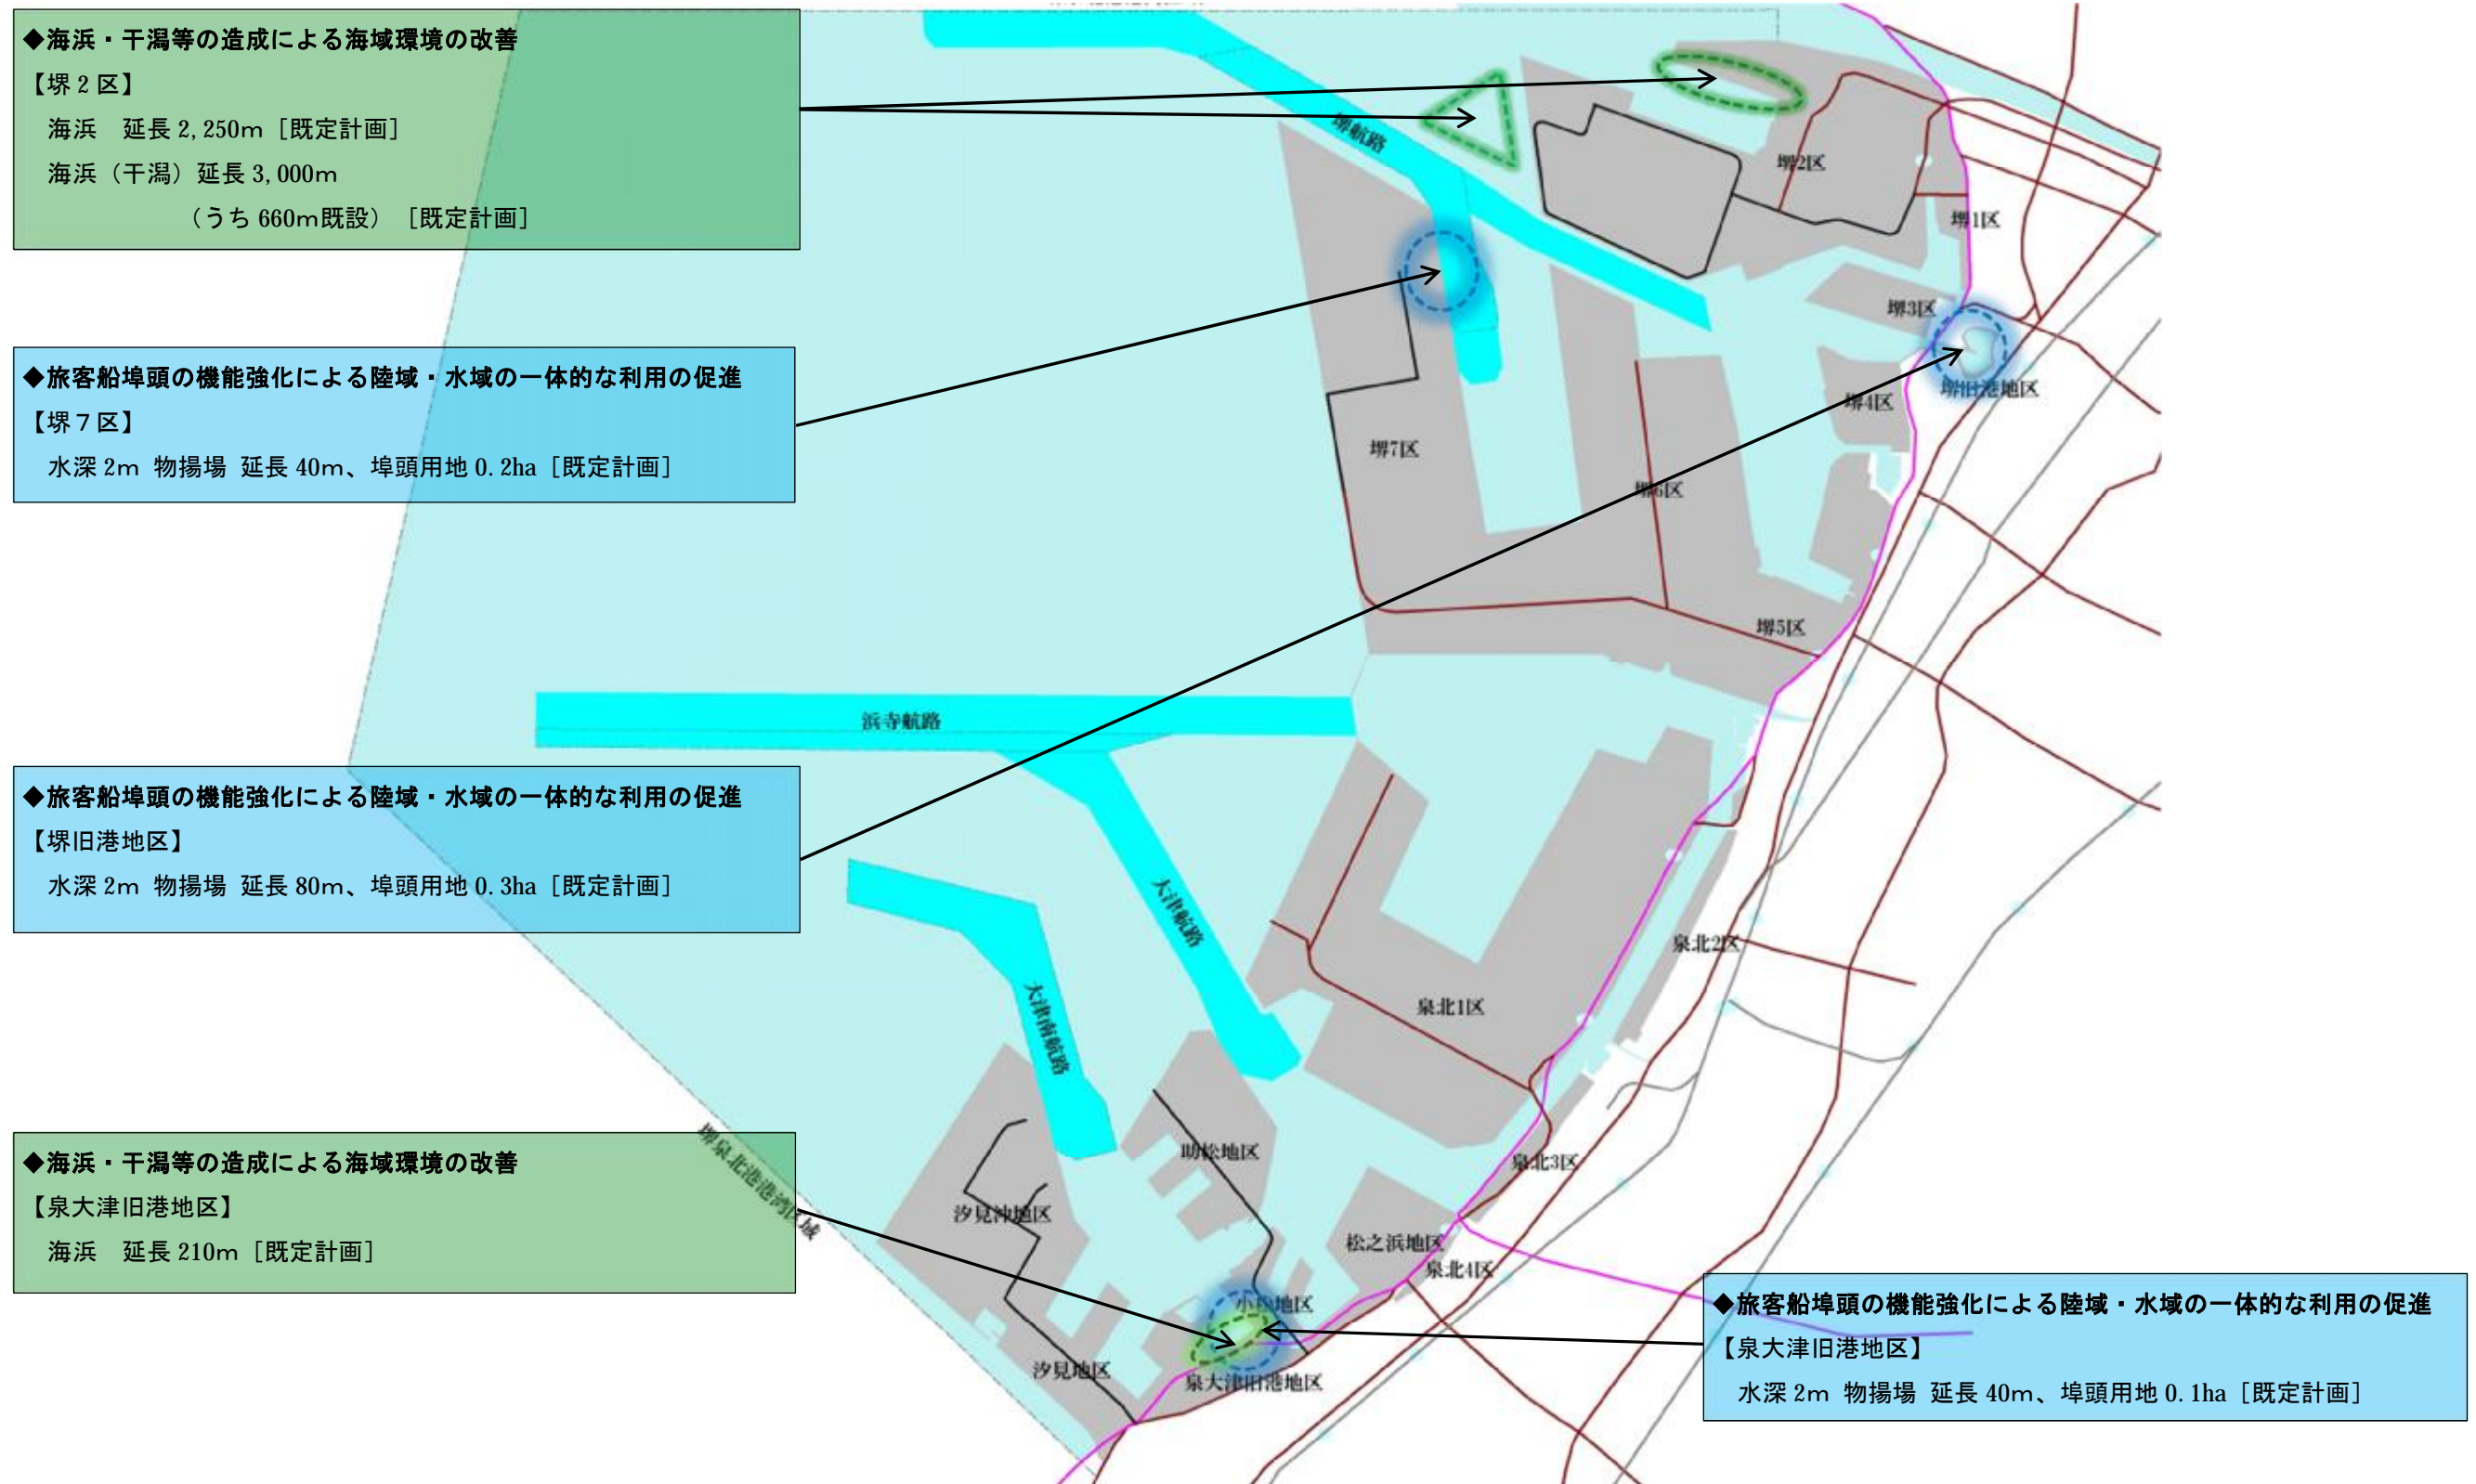 ◆海浜・干潟等の造成による海域環境の改善
【堺2区】
海浜　延長 2,250m［既定計画］
海浜（干潟）延長 3,000m
（うち 660m既設）［既定計画］
◆旅客船埠頭の機能強化による陸域・水域の一体的な利用の促進
【堺７区】
水深 2m 物揚場 延長 40m、埠頭用地 0.2ha［既定計画］
◆旅客船埠頭の機能強化による陸域・水域の一体的な利用の促進
【堺旧港地区】
水深 2m 物揚場 延長 80m、埠頭用地 0.3ha［既定計画］
◆海浜・干潟等の造成による海域環境の改善
【泉大津旧港地区】
海浜　延長 210m［既定計画］
◆旅客船埠頭の機能強化による陸域・水域の一体的な利用の促進
【泉大津旧港地区】
水深 2m 物揚場 延長 40m、埠頭用地 0.1ha［既定計画］
堺航路
堺2区
堺1区
堺3区
堺旧港地区
堺4区
堺7区
堺6区
堺5区
浜寺航路
大津航路
泉北2区
泉北1区
大津南航路
堺泉北港港湾区域
助松地区
泉北3区
汐見沖地区
松之浜地区
泉北4区
小松地区
汐見地区
泉大津旧港地区